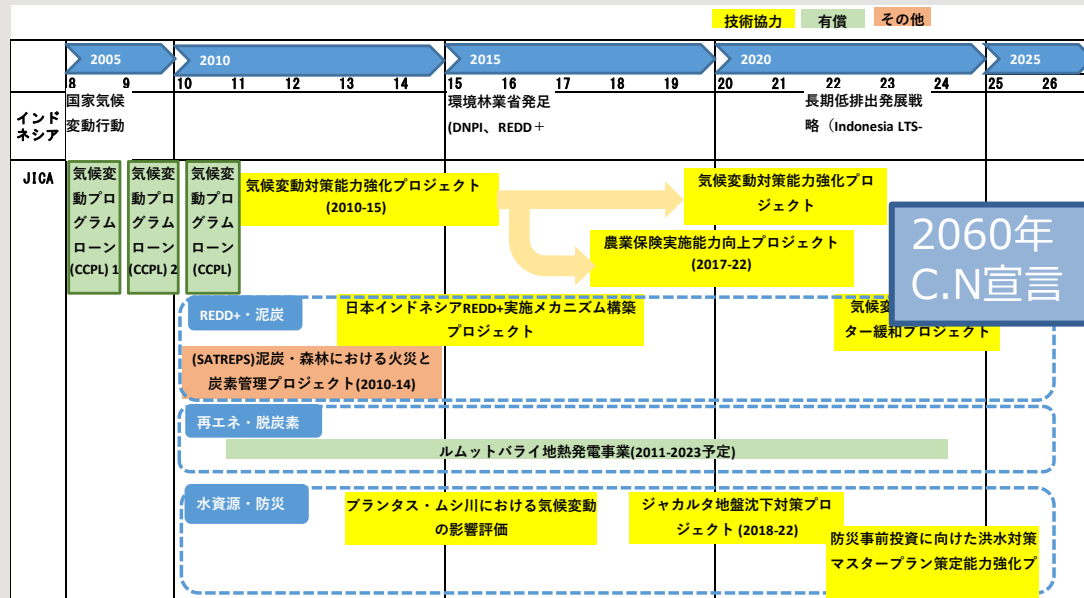 技術協力 有償 その他
2005 2010 2015 2020 2025
8 9 10 11 12 13 14 15 16 17 18 19 20 21 22 23 24 25 26
インド
ネシア
国家気候
変動行動
環境林業省発足
(DNPI、REDD＋
長期低排出発展戦
略（Indonesia LTS-
JICA
気候変
動プロ
グラム
ローン
(CCPL) 1
気候変
動プロ
グラム
ローン
(CCPL) 2
気候変
動プロ
グラム
ローン
(CCPL)
気候変動対策能力強化プロジェクト
(2010-15)
気候変動対策能力強化プロ
ジェクト
農業保険実施能力向上プロジェクト
(2017-22)
2060年
C.N宣言
REDD+・泥炭
日本インドネシアREDD+実施メカニズム構築
プロジェクト
気候変
ター緩和プロジェクト
(SATREPS)泥炭・森林における火災と
炭素管理プロジェクト(2010-14)
再エネ・脱炭素
ルムットバライ地熱発電事業(2011-2023予定)
水資源・防災
ブランタス・ムシ川における気候変動
の影響評価
ジャカルタ地盤沈下対策プロ
ジェクト (2018-22)
防災事前投資に向けた洪水対策
マスタープラン策定能力強化プ